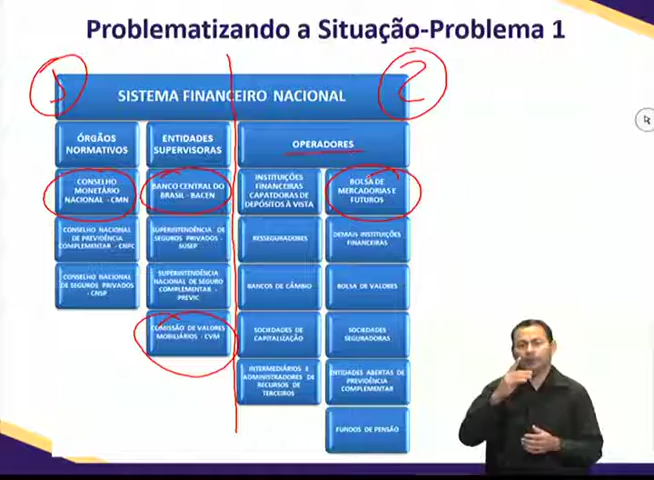 Problematizando a Situação-Problema 1
1
2
SISTEMA FINANCEIRO NACIONAL
ÓRGÃOS
NORMATIVOS
ENTIDADES
SUPERVISORAS
OPERADORES
CONSELHO
MONETÁRIO
NACIONAL - CMN
BANCO CENTRAL DO
BRASIL - BACEN
INSTITUIÇÕES
FINANCEIRAS
CAPTADORAS DE
DEPÓSITOS À VISTA
BOLSA DE
MERCADORIAS E
FUTUROS
CONSELHO NACIONAL
DE PREVIDÊNCIA
COMPLEMENTAR - CNPC
SUPERINTENDÊNCIA
DE SEGUROS PRIVADOS -
SUSEP
RESSEGURADORES
DEMAIS INSTITUIÇÕES
FINANCEIRAS
CONSELHO NACIONAL
DE SEGUROS PRIVADOS -
CNSP
SUPERINTENDÊNCIA
NACIONAL DE SEGURO
COMPLEMENTAR -
PREVIC
BANCOS DE CÂMBIO
BOLSA DE VALORES
COMISSÃO DE VALORES
MOBILIÁRIOS - CVM
SOCIEDADES DE
CAPITALIZAÇÃO
SOCIEDADES
SEGURADORAS
INTERMEDIÁRIOS E
ADMINISTRADORES DE
RECURSOS DE
TERCEIROS
ENTIDADES ABERTAS DE
PREVIDÊNCIA
COMPLEMENTAR
FUNDOS DE PENSÃO